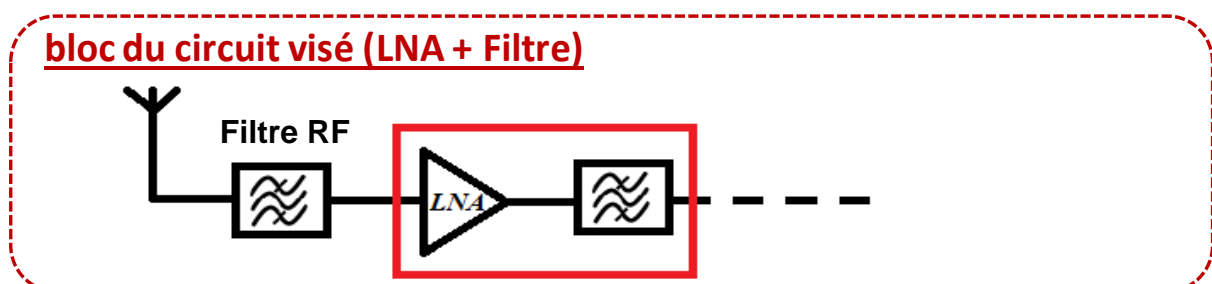 bloc du circuit visé (LNA + Filtre)
Filtre RF
LNA